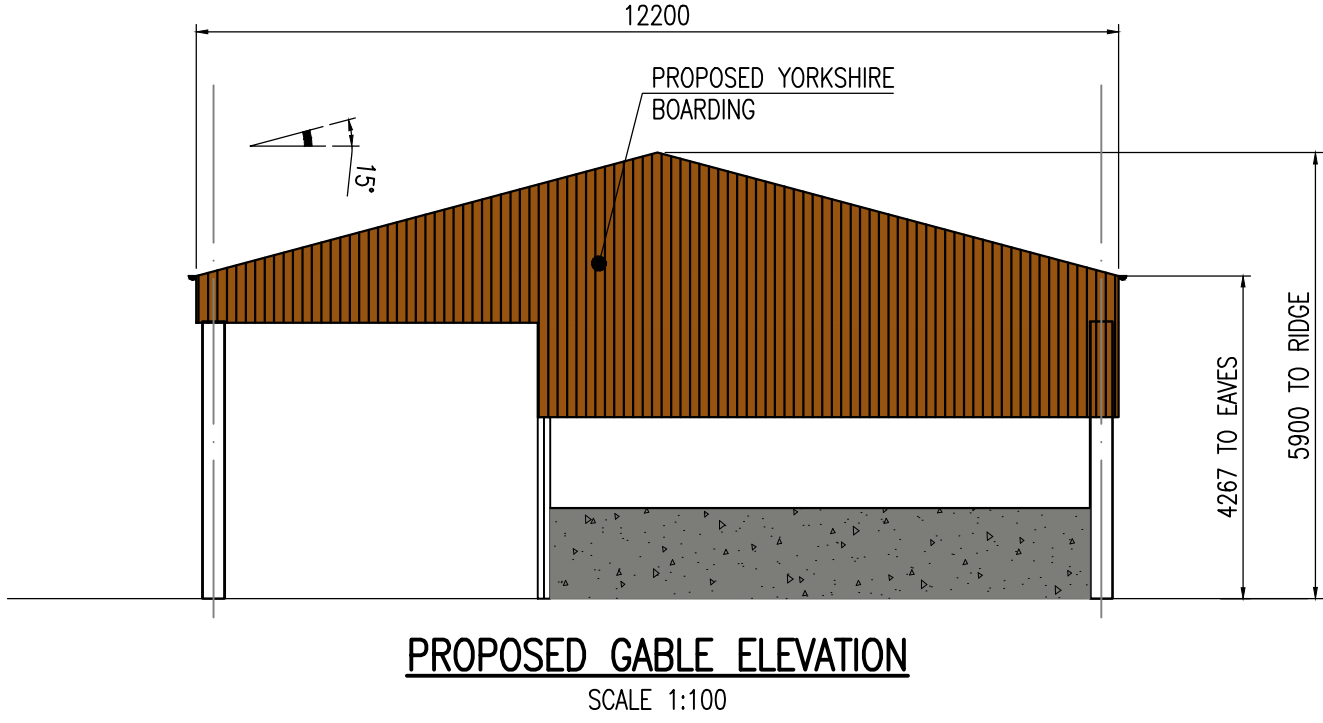 12200
PROPOSED YORKSHIRE
BOARDING
15°
4267 TO EAVES
5900 TO RIDGE
PROPOSED GABLE ELEVATION
SCALE 1:100